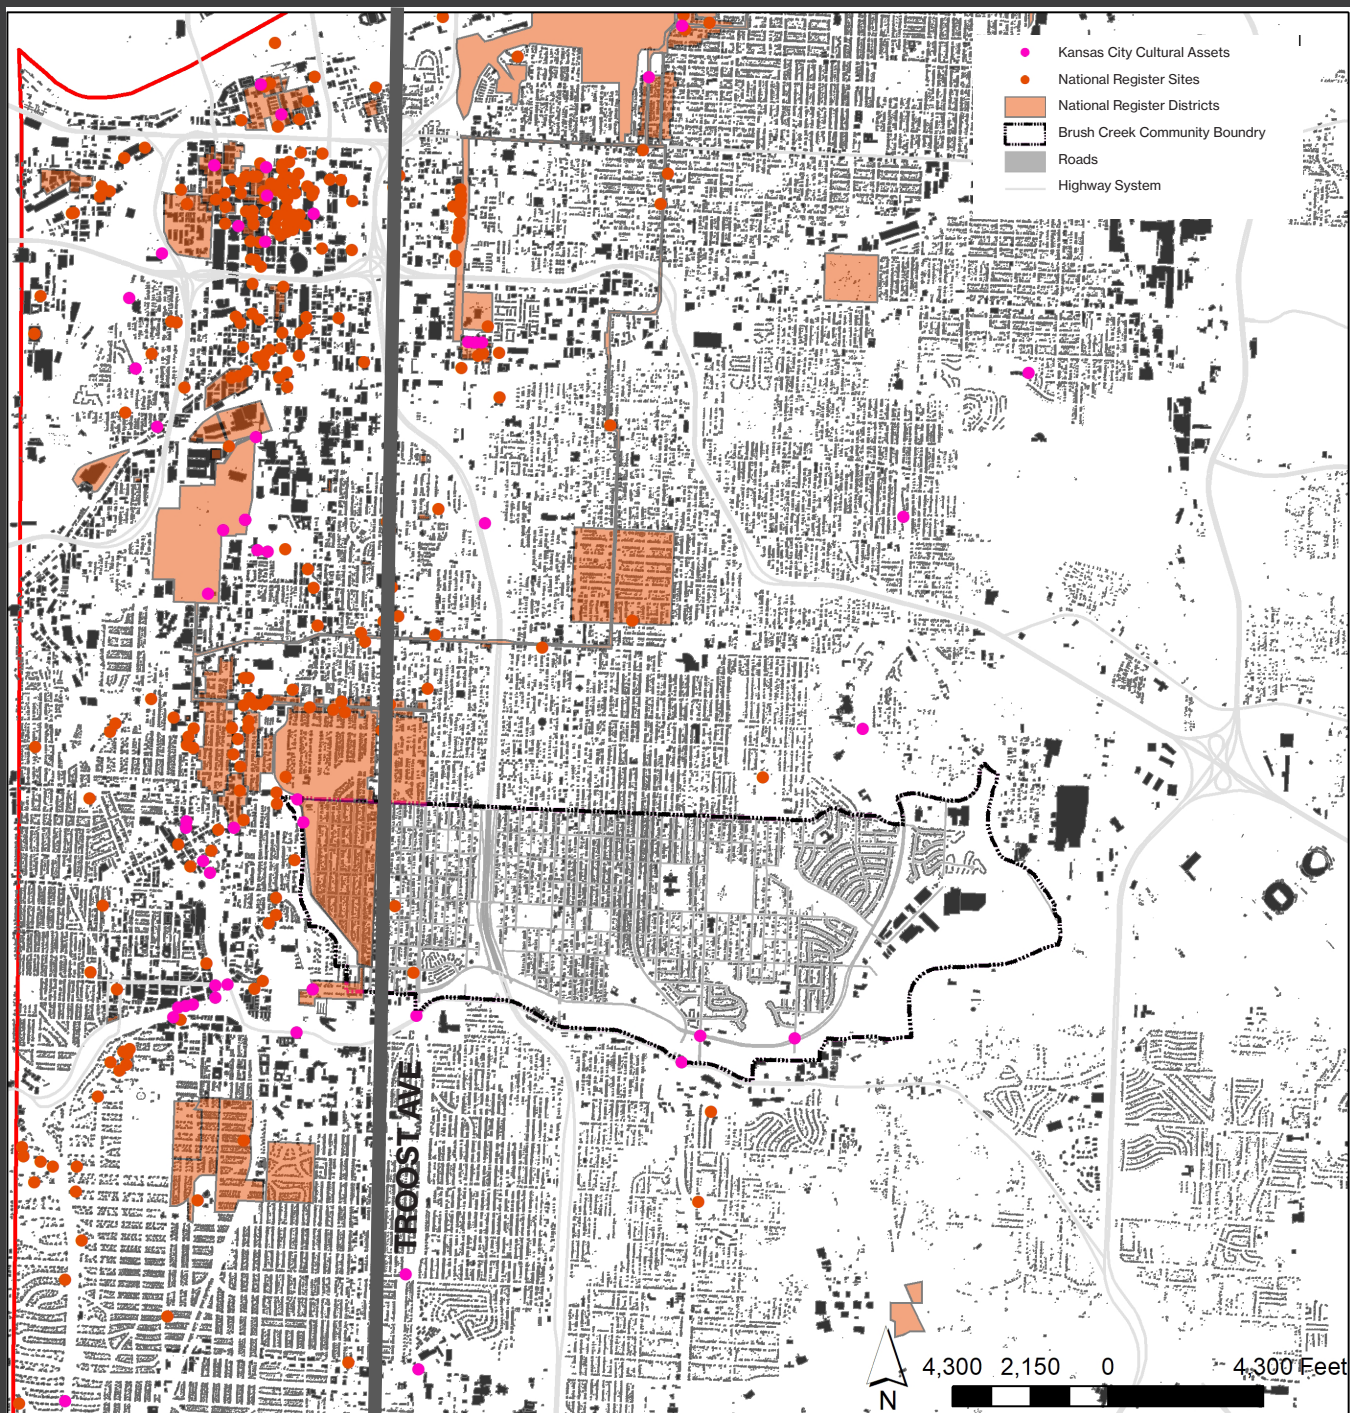 Kansas City Cultural Assets
National Register Sites
National Register Districts
Brush Creek Community Boundry
Roads
Highway System
TROOST AVE
4,300 2,150 0 4,300 Feet
N